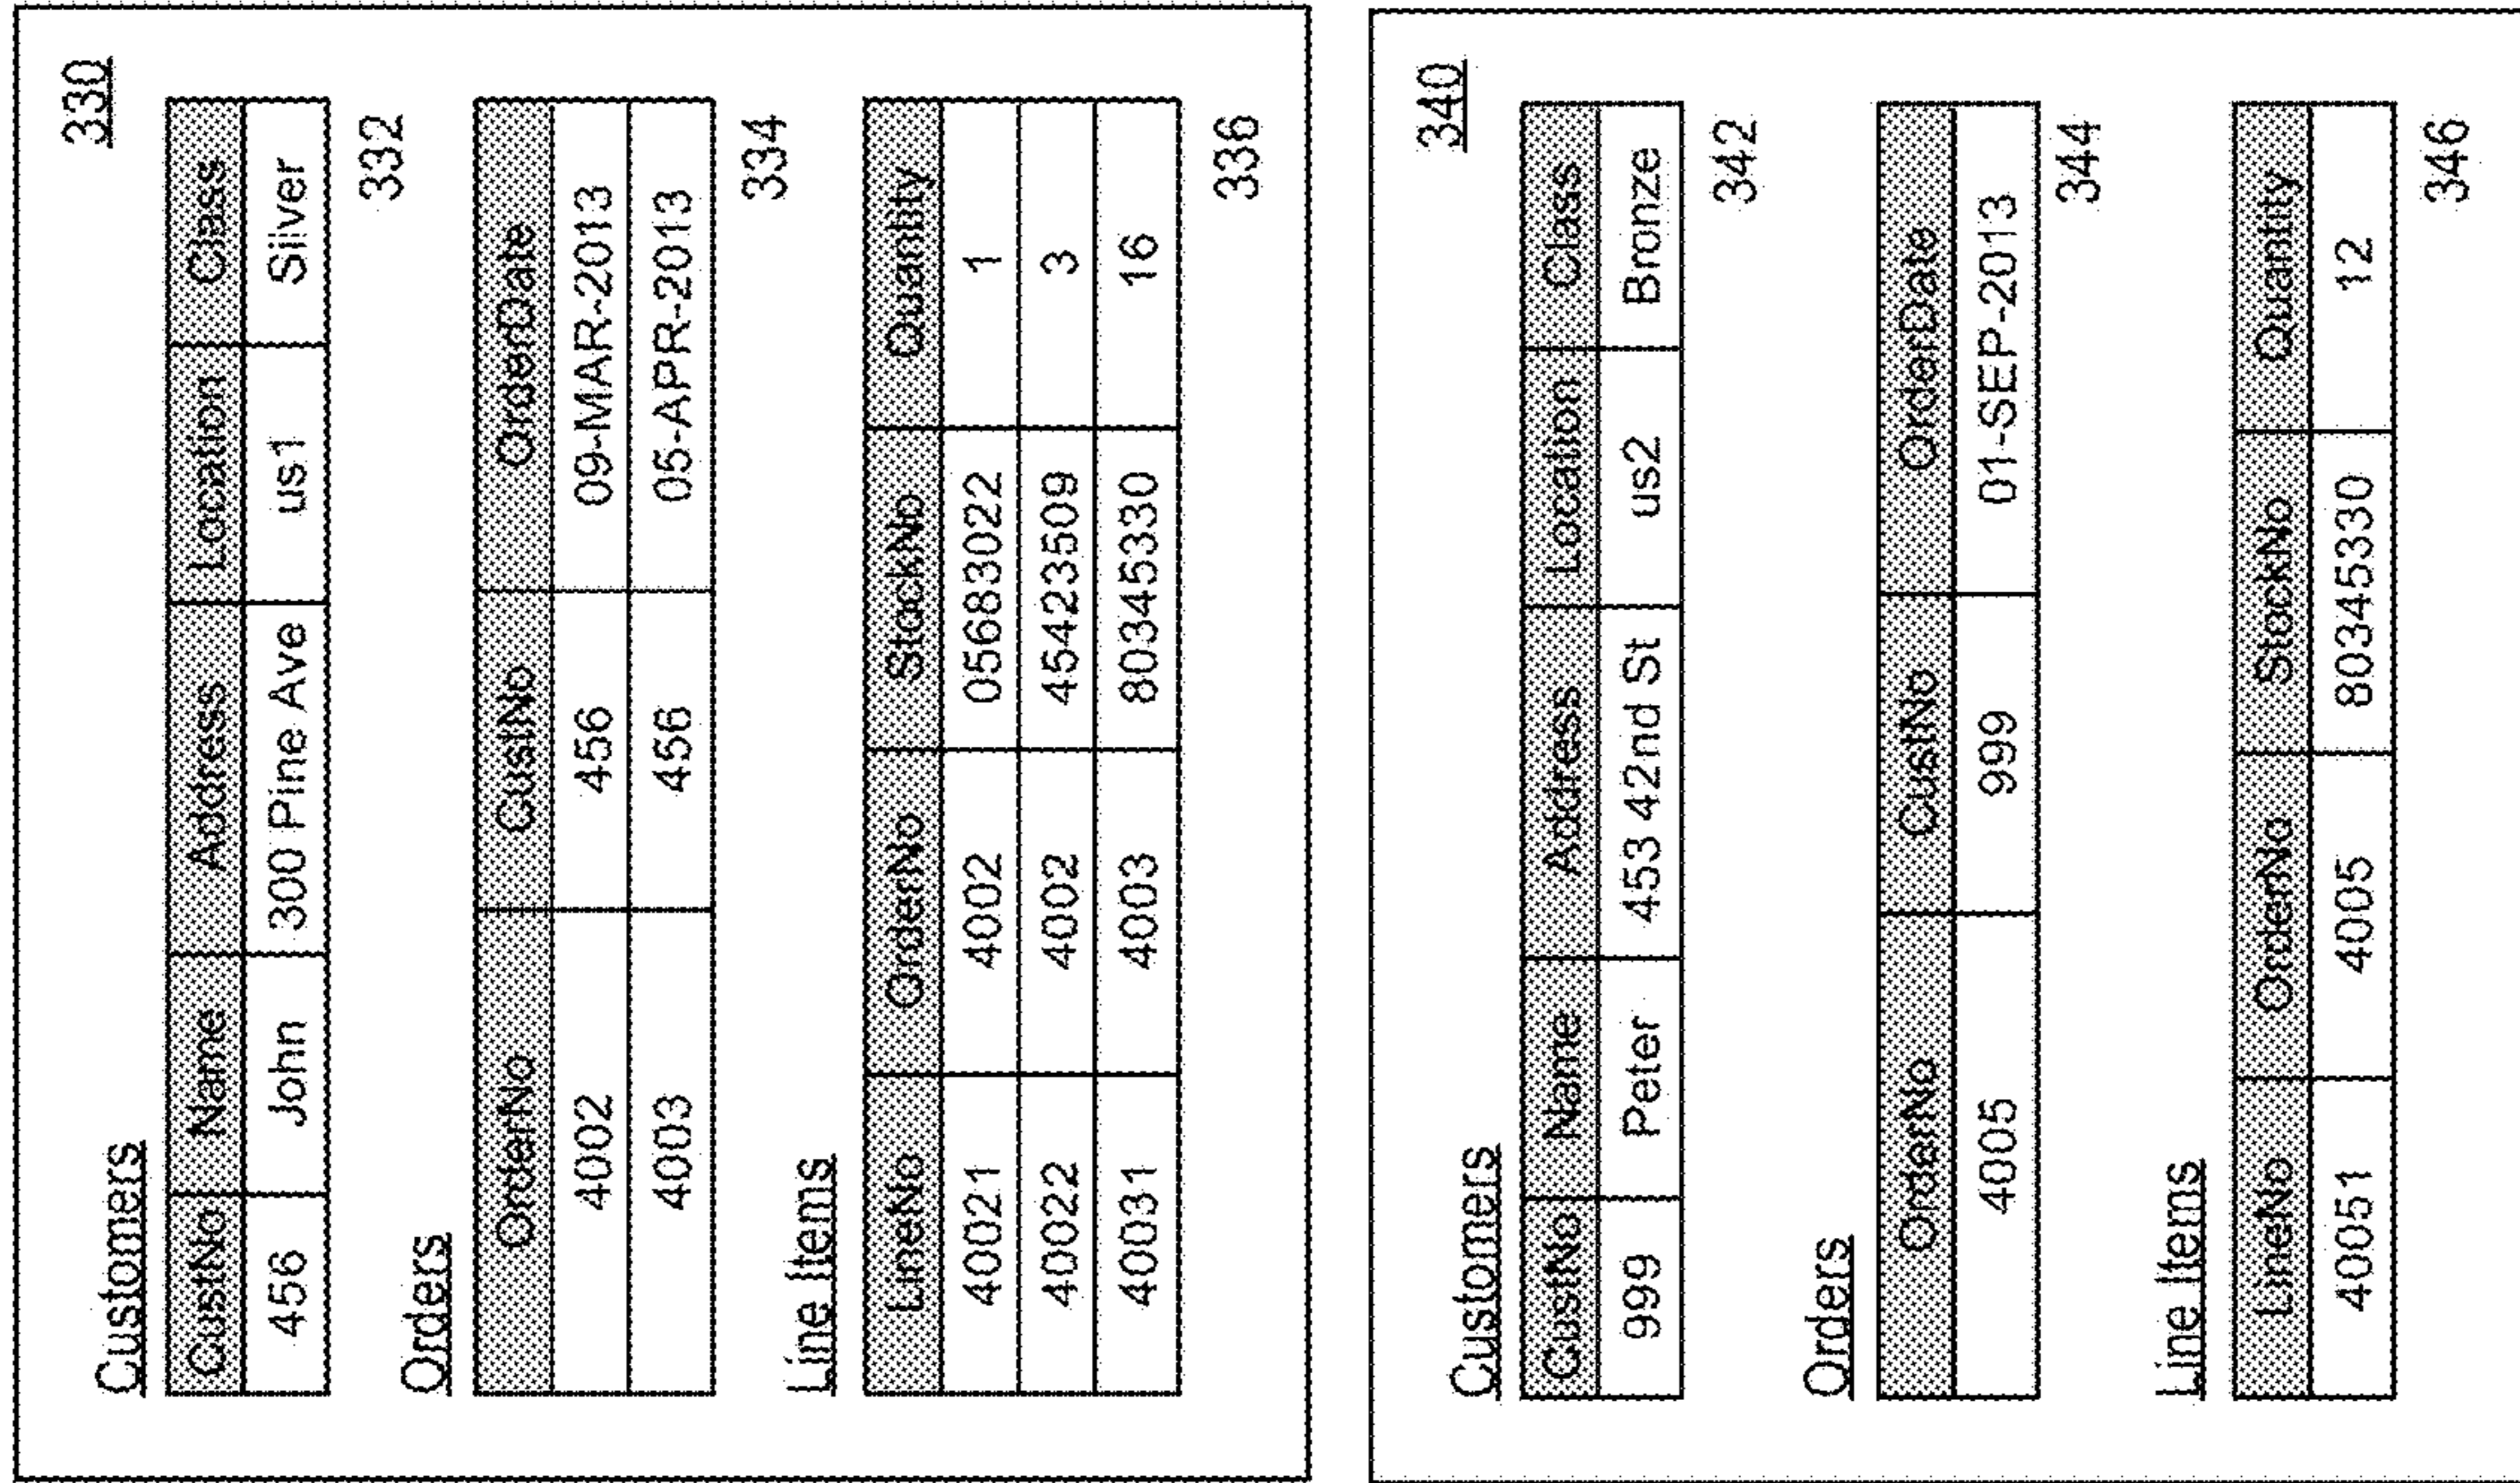 330
Customers
CustNo Name Address Location Class
456 John 300 Pine Ave us1 Silver
332
Orders
OrderNo CustNo OrderDate
4002 456 09-MAR-2013
4003 456 05-APR-2013
334
Line Items
LineNo OrderNo StockNo Quantity
40021 4002 05683022 1
40022 4002 45423509 3
40031 4003 80345330 16
336
340
Customers
CustNo Name Address Location Class
999 Peter 453 42nd St us2 Bronze
342
Orders
OrderNo CustNo OrderDate
4005 999 01-SEP-2013
344
Line Items
LineNo OrderNo StockNo Quantity
40051 4005 80345330 12
346